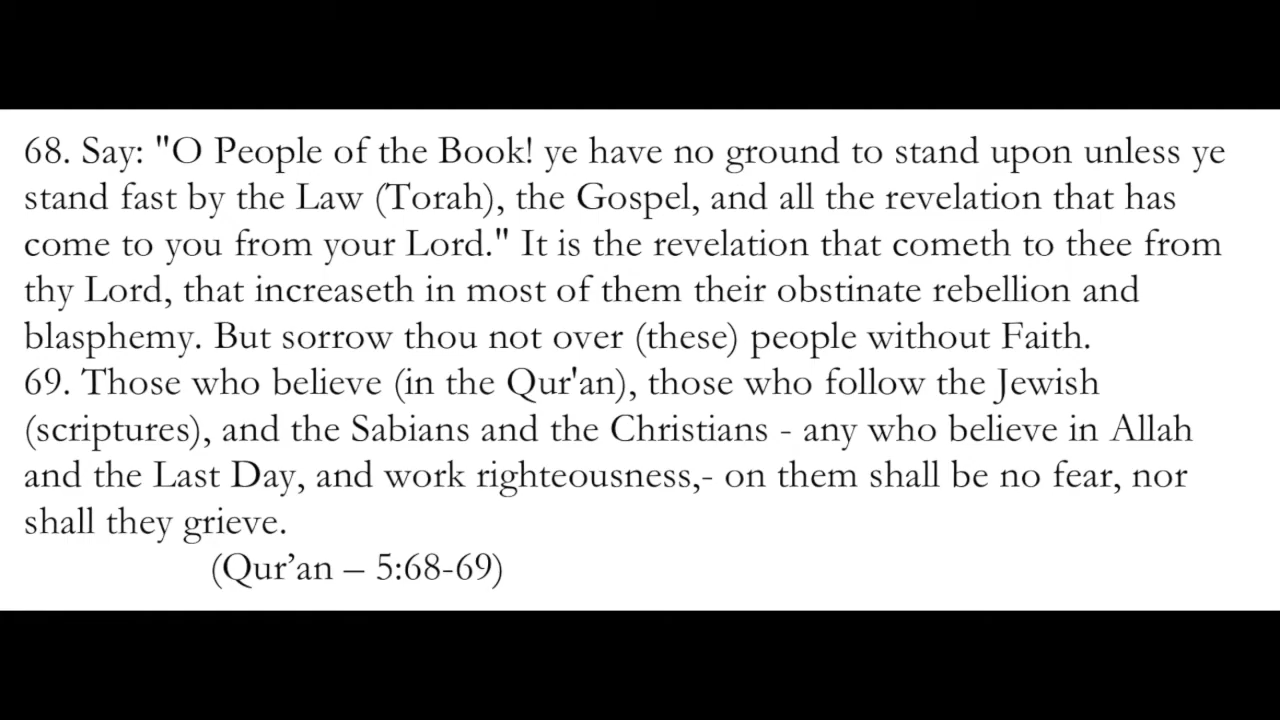 68. Say: "O People of the Book! ye have no ground to stand upon unless ye
stand fast by the Law (Torah), the Gospel, and all the revelation that has
come to you from your Lord." It is the revelation that cometh to thee from
thy Lord, that increaseth in most of them their obstinate rebellion and
blasphemy. But sorrow thou not over (these) people without Faith.
69. Those who believe (in the Qur'an), those who follow the Jewish
(scriptures), and the Sabians and the Christians - any who believe in Allah
and the Last Day, and work righteousness,- on them shall be no fear, nor
shall they grieve.
(Qur’an – 5:68-69)